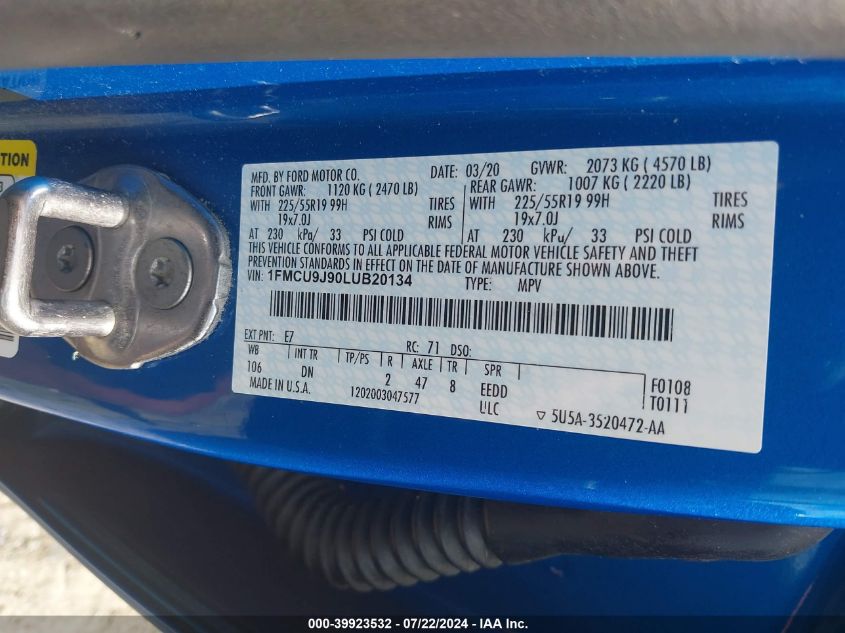 TION
MFD. BY FORD MOTOR CO. DATE: 03/20 GVWR: 2073 KG ( 4570 LB)
FRONT GAWR: 1120 KG ( 2470 LB) REAR GAWR: 1007 KG ( 2220 LB)
WITH 225/55R19 99H TIRES WITH 225/55R19 99H TIRES
19x7.0J RIMS 19x7.0J RIMS
AT 230 kPa/ 33 PSI COLD AT 230 kPa/ 33 PSI COLD
THIS VEHICLE CONFORMS TO ALL APPLICABLE FEDERAL MOTOR VEHICLE SAFETY AND THEFT
PREVENTION STANDARDS IN EFFECT ON THE DATE OF MANUFACTURE SHOWN ABOVE.
VIN: 1FMCU9J90LUB20134 TYPE: MPV
EXT PNT: E7 RC: 71 DSO:
WB INT TR TP/PS R AXLE TR SPR
106 DN 2 47 8 EEDD F0108
MADE IN U.S.A. 1202003047577 T0111
5U5A-3520472-AA
000-39923532 - 07/22/2024 - IAA Inc.